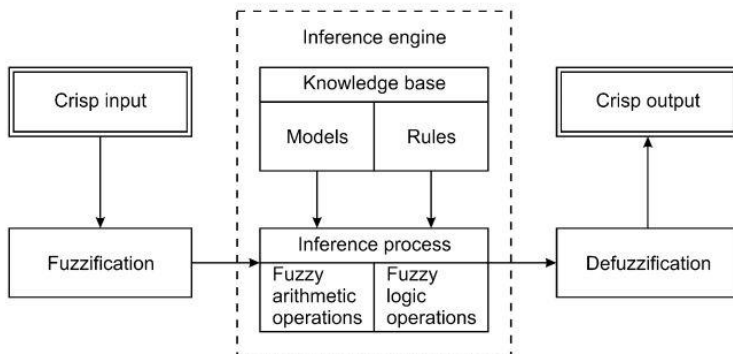 Inference engine
Crisp input
Knowledge base
Crisp output
Models
Rules
Fuzzification
Inference process
Defuzzification
Fuzzy
arithmetic
operations
Fuzzy
logic
operations